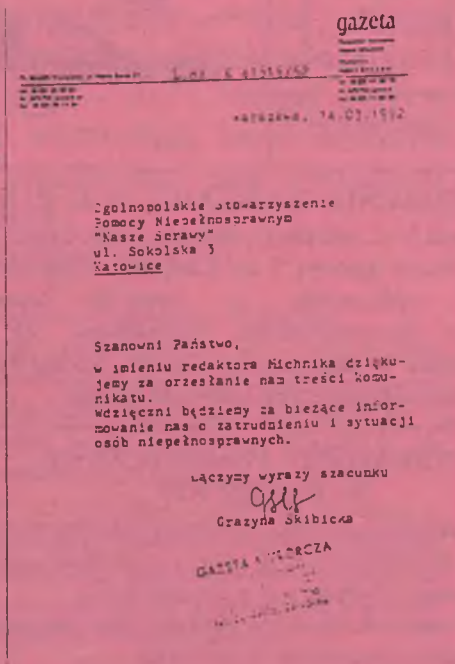 gazeta
WARSZAWA, 14.03.1992
Ogólnopolskie Stowarzyszenie
Pomocy Niepełnosprawnym
"Nasze Sprawy"
ul. Sokolska 3
Katowice
Szanowni Państwo,
w imieniu redaktora Michnika dzięku-
jemy za przesłanie nam treści komu-
nikatu.
Wdzięczni będziemy za bieżące infor-
mowanie nas o zatrudnieniu i sytuacji
osób niepełnosprawnych.
Łączymy wyrazy szacunku
Grażyna Skibicka
GAZETA WYBORCZA